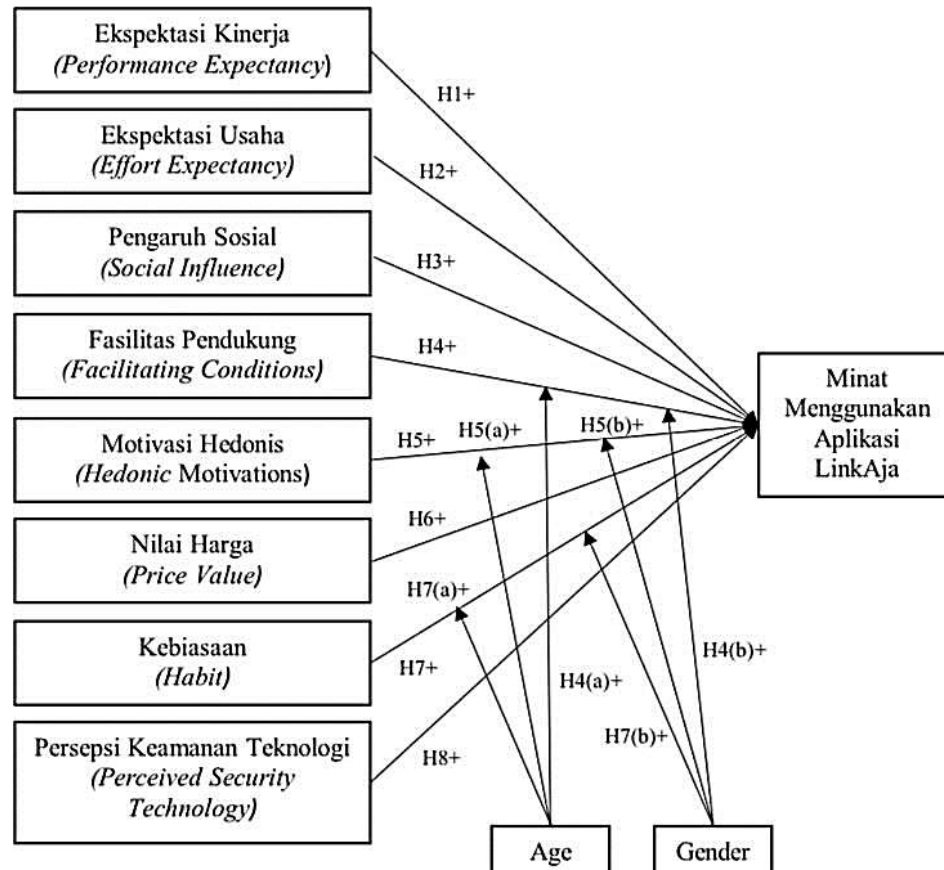 Ekspektasi Kinerja
(Performance Expectancy)
H1+
Ekspektasi Usaha
(Effort Expectancy)
H2+
Pengaruh Sosial
(Social Influence)
H3+
Fasilitas Pendukung
(Facilitating Conditions)
H4+
Motivasi Hedonis
(Hedonic Motivations)
H5+
H5(a)+
H5(b)+
Minat
Menggunakan
Aplikasi
LinkAja
Nilai Harga
(Price Value)
H6+
H7(a)+
Kebiasaan
(Habit)
H7+
H4(a)+
H4(b)+
H7(b)+
Persepsi Keamanan Teknologi
(Perceived Security
Technology)
H8+
Age
Gender